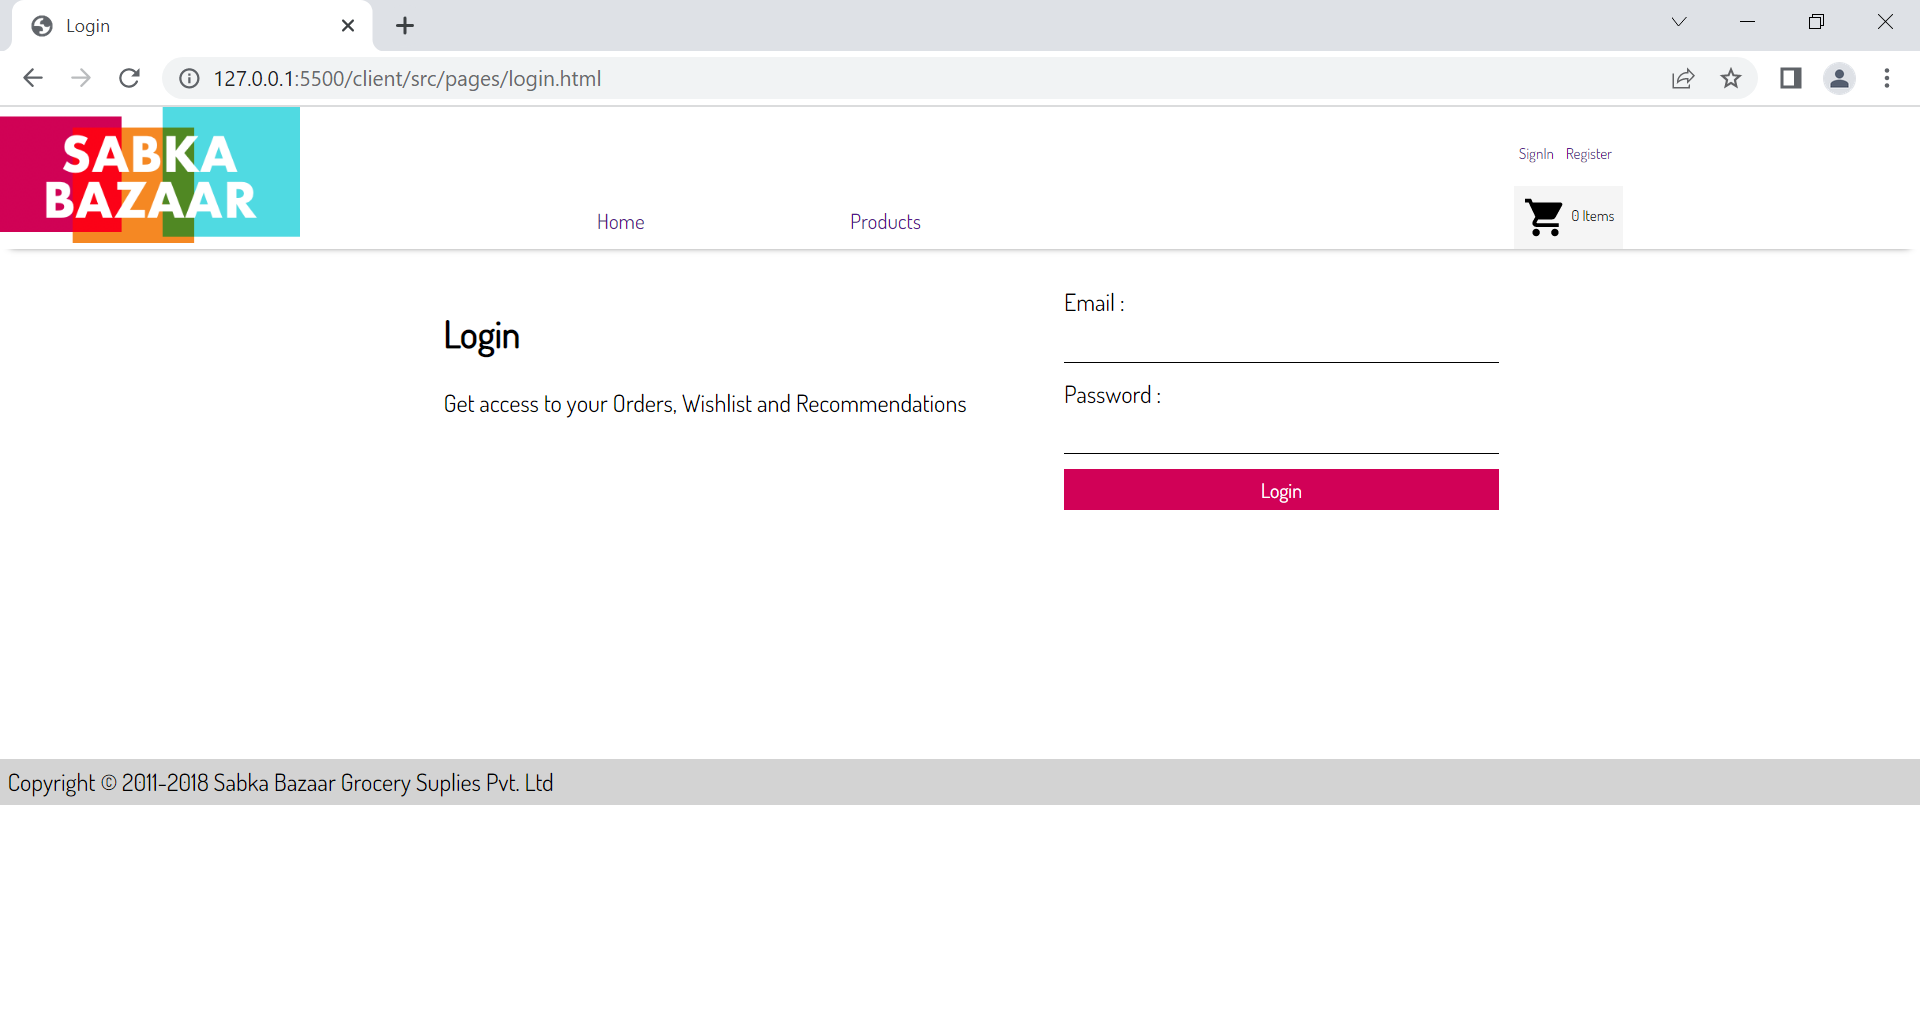 Login
127.0.0.1:5500/client/src/pages/login.html
SABKA
BAZAAR
SignIn Register
Home Products
0 Items
Login
Get access to your Orders, Wishlist and Recommendations
Email :
Password :
Login
Copyright © 2011-2018 Sabka Bazaar Grocery Suplies Pvt. Ltd